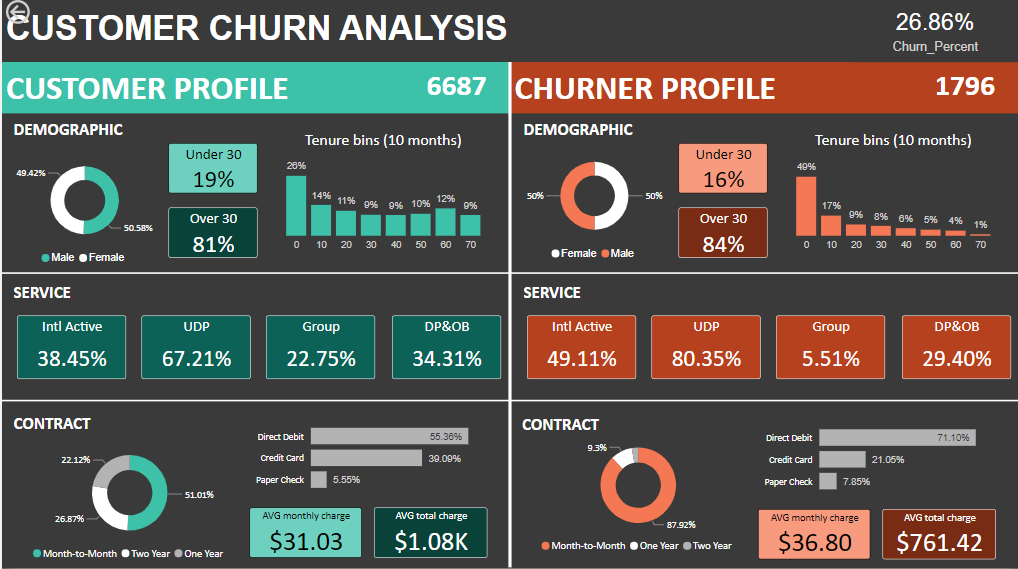 CUSTOMER CHURN ANALYSIS
26.86%
Churn_Percent
CUSTOMER PROFILE
6687
DEMOGRAPHIC
49.42%
50.58%
Male Female
Under 30
19%
Over 30
81%
Tenure bins (10 months)
26% 14% 11% 9% 9% 10% 12% 9%
0 10 20 30 40 50 60 70
SERVICE
Intl Active
38.45%
UDP
67.21%
Group
22.75%
DP&OB
34.31%
CONTRACT
22.12%
51.01%
26.87%
Month-to-Month Two Year One Year
Direct Debit 55.36%
Credit Card 39.09%
Paper Check 5.55%
AVG monthly charge
$31.03
AVG total charge
$1.08K
CHURNER PROFILE
1796
DEMOGRAPHIC
50%
50%
Female Male
Under 30
16%
Over 30
84%
Tenure bins (10 months)
49% 17% 9% 8% 6% 5% 4% 1%
0 10 20 30 40 50 60 70
SERVICE
Intl Active
49.11%
UDP
80.35%
Group
5.51%
DP&OB
29.40%
CONTRACT
9.3%
87.92%
Month-to-Month One Year Two Year
Direct Debit 71.10%
Credit Card 21.05%
Paper Check 7.85%
AVG monthly charge
$36.80
AVG total charge
$761.42